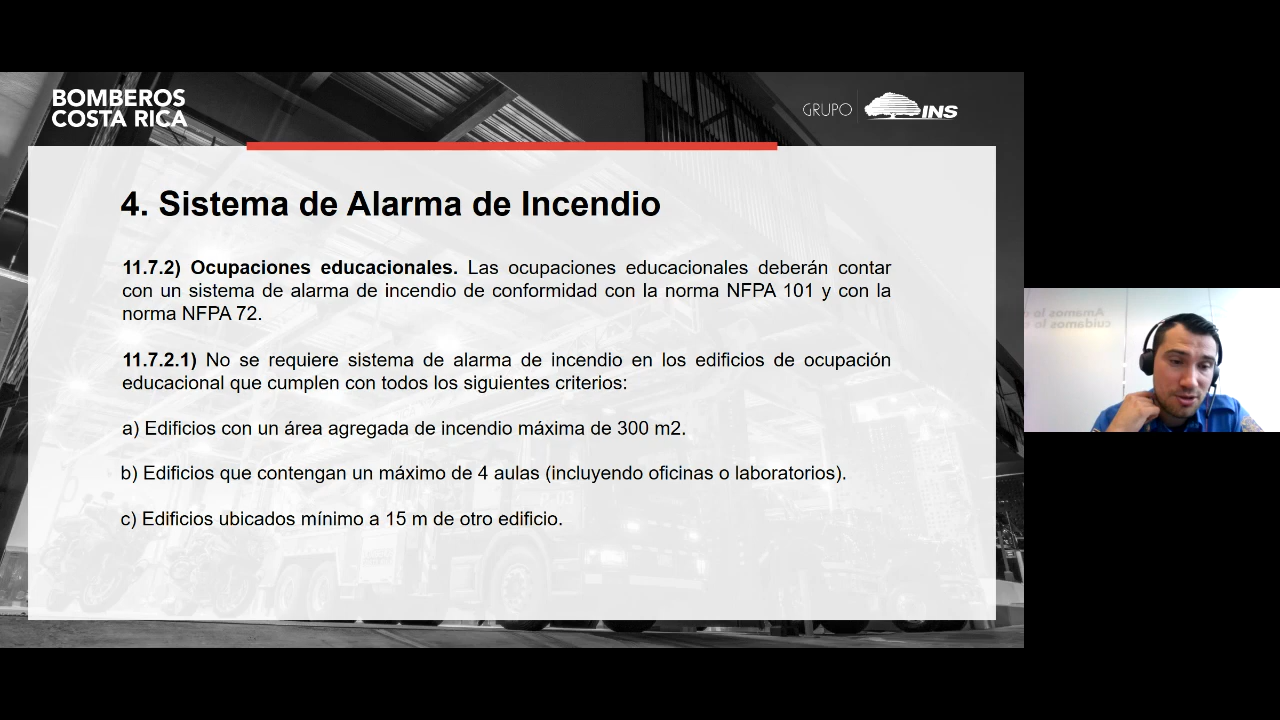 BOMBEROS
COSTA RICA
GRUPO INS
4. Sistema de Alarma de Incendio
11.7.2) Ocupaciones educacionales. Las ocupaciones educacionales deberán contar
con un sistema de alarma de incendio de conformidad con la norma NFPA 101 y con la
norma NFPA 72.
11.7.2.1) No se requiere sistema de alarma de incendio en los edificios de ocupación
educacional que cumplen con todos los siguientes criterios:
a) Edificios con un área agregada de incendio máxima de 300 m2.
b) Edificios que contengan un máximo de 4 aulas (incluyendo oficinas o laboratorios).
c) Edificios ubicados mínimo a 15 m de otro edificio.
Amamos lo
cuidamos lo